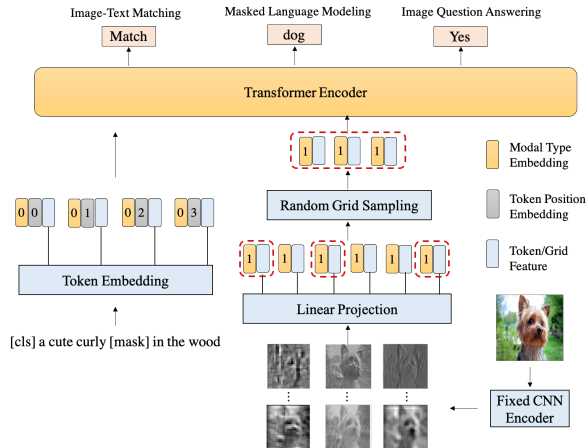 Image-Text Matching
Masked Language Modeling
Image Question Answering
Match
dog
Yes
Transformer Encoder
1 1 1
Modal Type
Embedding
Random Grid Sampling
Token Position
Embedding
0 0 0 1 0 2 0 3
Token/Grid
Feature
1 1 1 1 1 1
Token Embedding
Linear Projection
[cls] a cute curly [mask] in the wood
Fixed CNN
Encoder